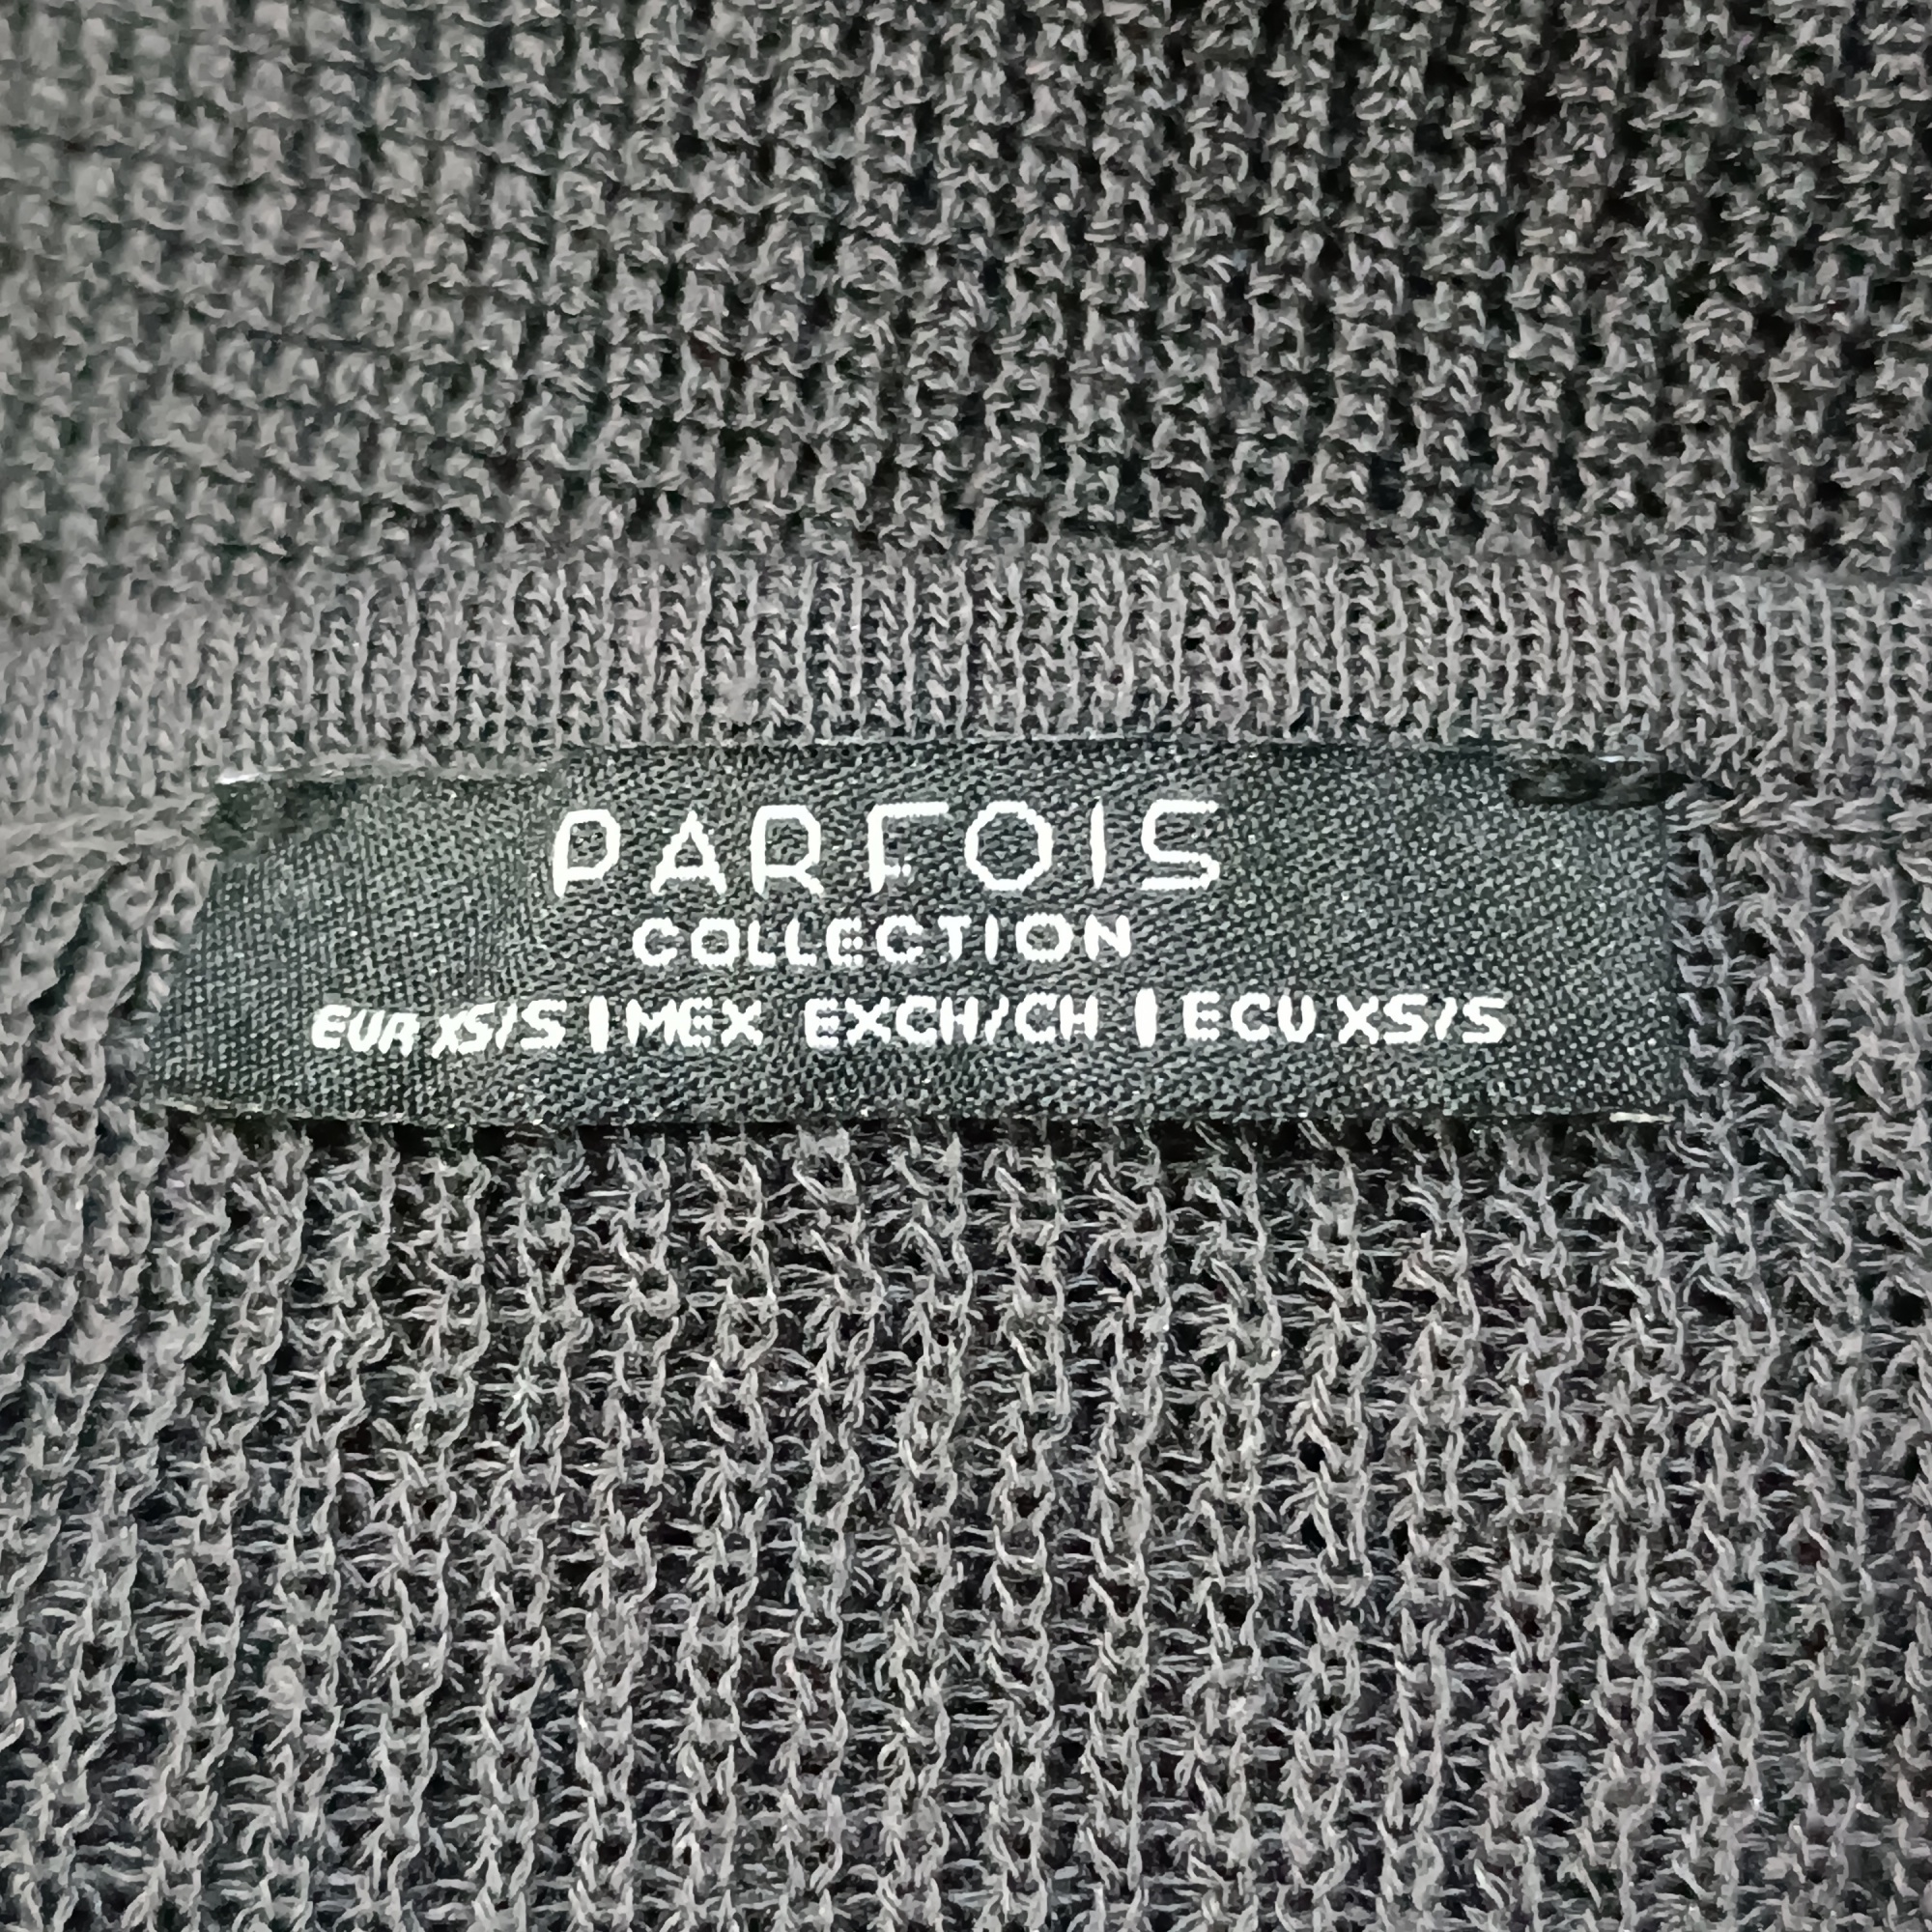 PARFOIS
COLLECTION
EUR XS/S | MEX EXCH/CH | ECU XS/S